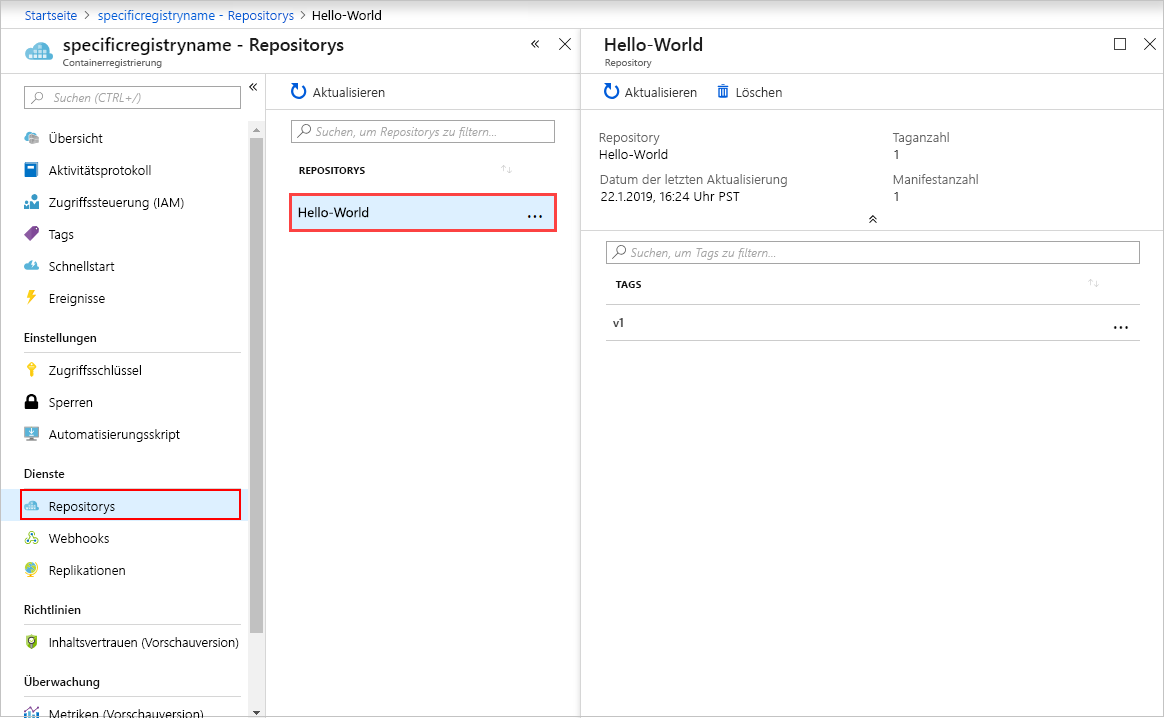 Startseite > specificregistryname - Repositorys > Hello-World
specificregistryname - Repositorys
Containerregistrierung
Suchen (CTRL+/)
Übersicht
Aktivitätsprotokoll
Zugriffssteuerung (IAM)
Tags
Schnellstart
Ereignisse
Einstellungen
Zugriffsschlüssel
Sperren
Automatisierungsskript
Dienste
Repositorys
Webhooks
Replikationen
Richtlinien
Inhaltsvertrauen (Vorschauversion)
Überwachung
Metriken (Vorschauversion)
Aktualisieren
Suchen, um Repositorys zu filtern...
REPOSITORYS
Hello-World
Hello-World
Repository
Aktualisieren
Löschen
Repository
Hello-World
Taganzahl
1
Datum der letzten Aktualisierung
22.1.2019, 16:24 Uhr PST
Manifestanzahl
1
Suchen, um Tags zu filtern...
TAGS
v1